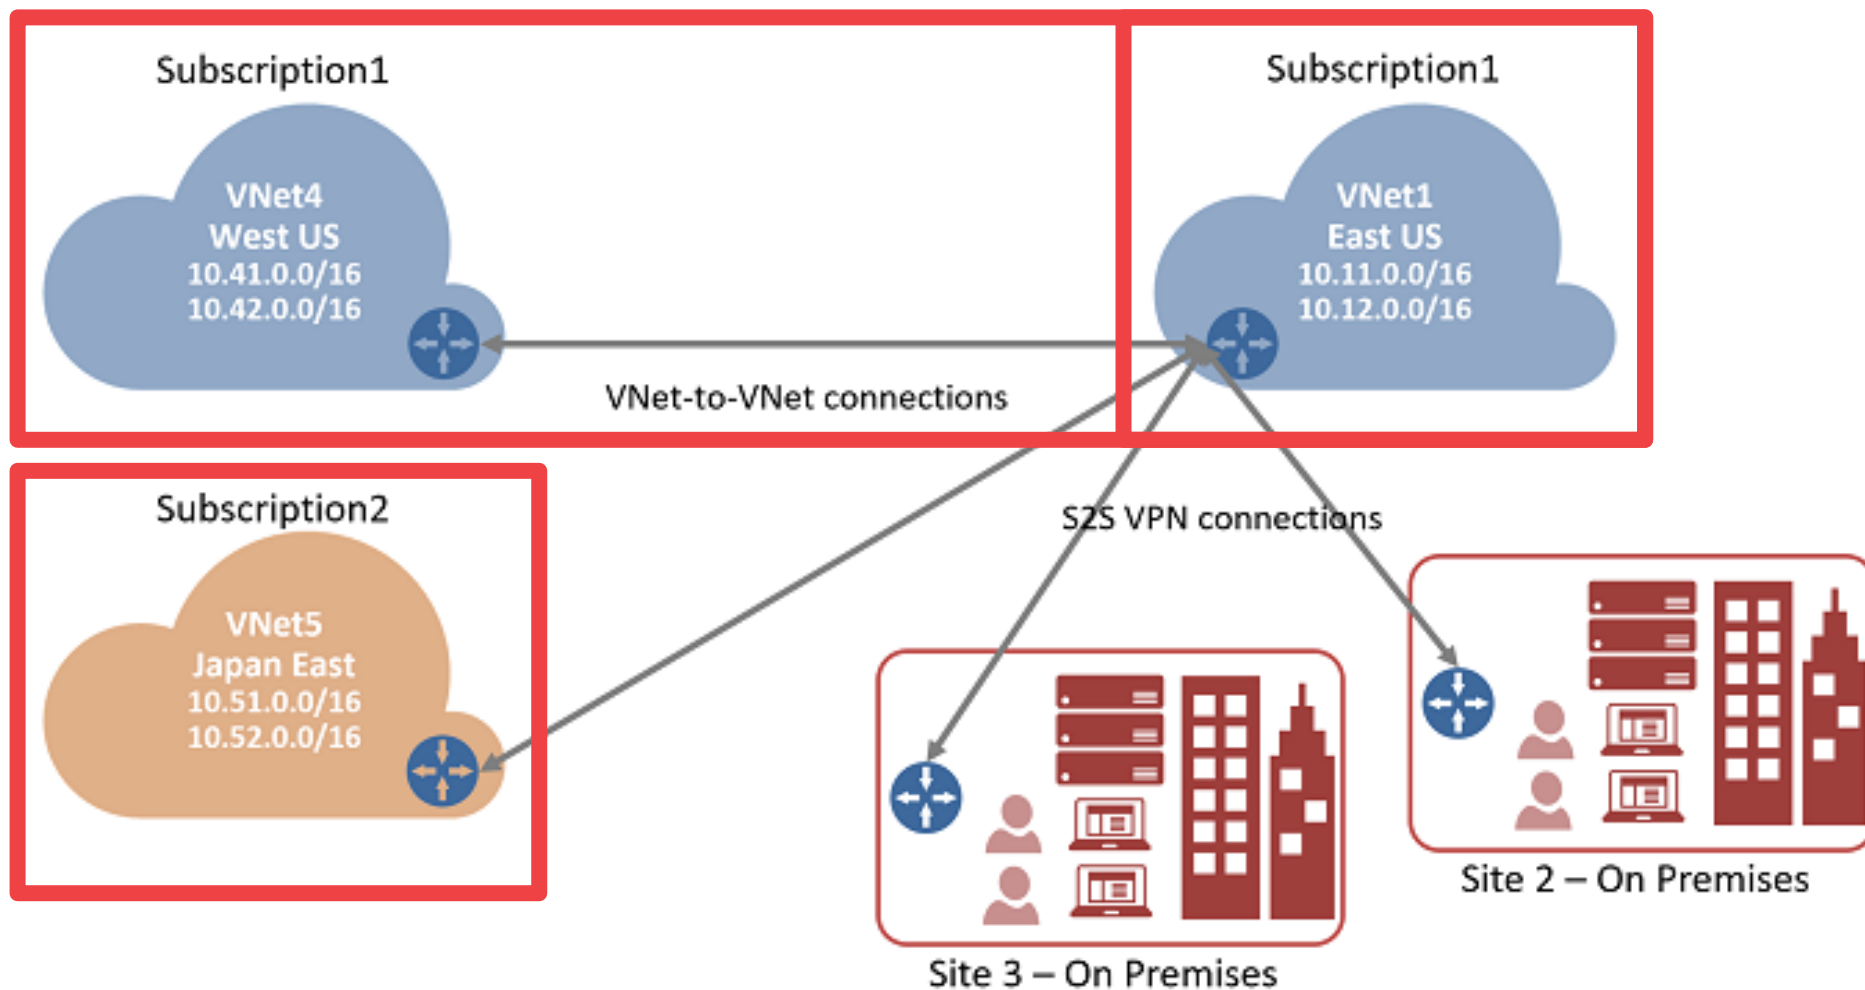 Subscription1
VNet4
West US
10.41.0.0/16
10.42.0.0/16
Subscription1
VNet1
East US
10.11.0.0/16
10.12.0.0/16
VNet-to-VNet connections
Subscription2
VNet5
Japan East
10.51.0.0/16
10.52.0.0/16
S2S VPN connections
Site 3 – On Premises
Site 2 – On Premises